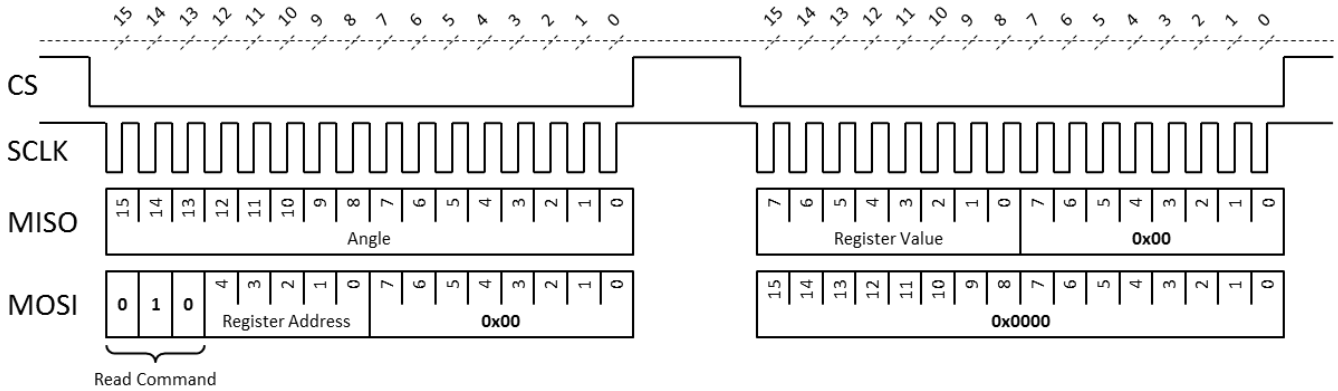 15 14 13 12 11 10 9 8 7 6 5 4 3 2 1 0 15 14 13 12 11 10 9 8 7 6 5 4 3 2 1 0
CS
SCLK
MISO 15 14 13 12 11 10 9 8 7 6 5 4 3 2 1 0 7 6 5 4 3 2 1 0 7 6 5 4 3 2 1 0
Angle Register Value 0x00
MOSI 0 1 0 4 3 2 1 0 7 6 5 4 3 2 1 0 15 14 13 12 11 10 9 8 7 6 5 4 3 2 1 0
Register Address 0x00 0x0000
Read Command